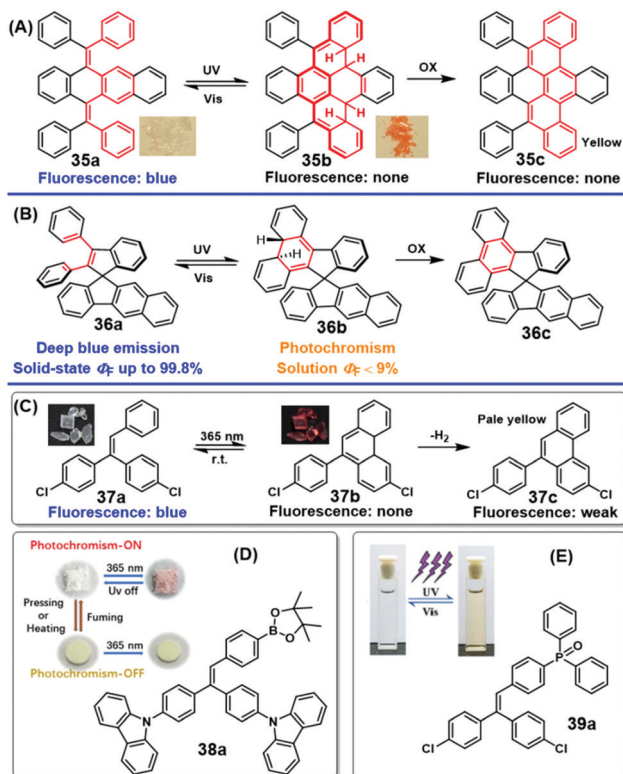 (A)
UV
Vis
H H
H H
OX
Yellow
35a
35b
35c
Fluorescence: blue
Fluorescence: none
Fluorescence: none
(B)
UV
Vis
H
H
OX
36a
36b
36c
Deep blue emission
Photochromism
Solid-state ΦF up to 99.8%
Solution ΦF < 9%
(C)
365 nm
r.t.
-H2
Pale yellow
Cl Cl
Cl Cl
Cl Cl
37a
37b
37c
Fluorescence: blue
Fluorescence: none
Fluorescence: weak
Photochromism-ON
(D)
365 nm
Uv off
Pressing
or
Heating
Fuming
365 nm
Photochromism-OFF
O
B
O
N
N
38a
(E)
UV
Vis
P O
Cl Cl
39a